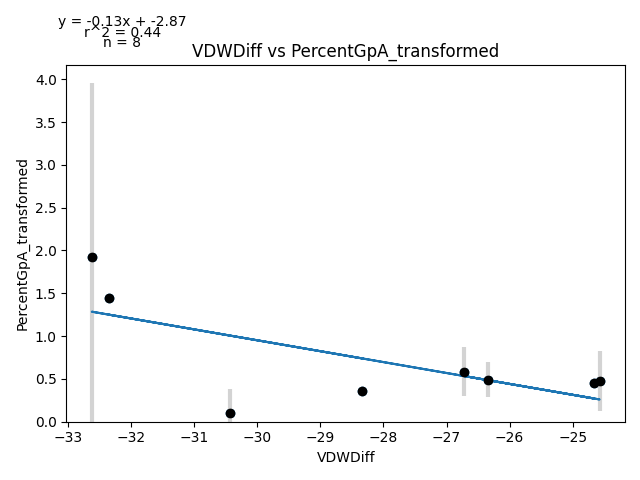 y = -0.13x + -2.87
r^2 = 0.44
n = 8
VDWDiff vs PercentGpA_transformed
PercentGpA_transformed
4.0
3.5
3.0
2.5
2.0
1.5
1.0
0.5
0.0
−33 −32 −31 −30 −29 −28 −27 −26 −25
VDWDiff